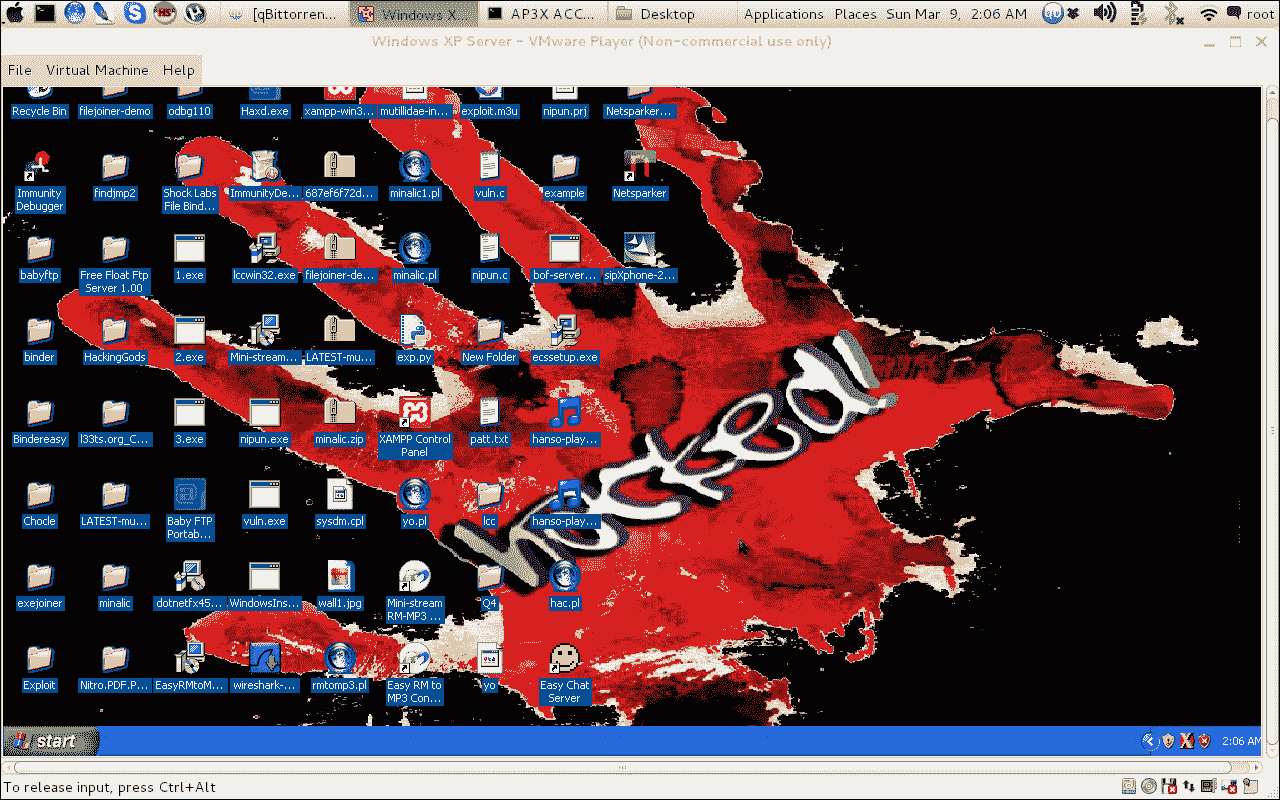 [qBittorren...
Windows X...
AP3X ACC...
Desktop
Applications Places Sun Mar 9, 2:06 AM
root
Windows XP Server - VMware Player (Non-commercial use only)
File Virtual Machine Help
Recycle Bin
filejoiner-demo
odbg110
Haxd.exe
xampp-win3...
mutillidae-in...
exploit.m3u
nipun.prj
Netsparker...
Immunity
Debugger
findjmp2
Shock Labs
File Bind...
ImmunityDe...
687ef6f72d...
minalic1.pl
vuln.c
example
Netsparker
babyftp
Free Float Ftp
Server 1.00
1.exe
lccwin32.exe
filejoiner-de...
minalic.pl
nipun.c
bof-server...
sipXphone-2...
binder
HackingGods
2.exe
Mini-stream...
LATEST-mu...
exp.py
New Folder
ecssetup.exe
Bindereasy
l33ts.org_C...
3.exe
nipun.exe
minalic.zip
XAMPP Control
Panel
patt.txt
hanso-play...
Chocle
LATEST-mu...
Baby FTP
Portab...
vuln.exe
sysdm.cpl
yo.pl
lcc
hanso-play...
exejoiner
minalic
dotnetfx45...
WindowsIns...
wall1.jpg
Mini-stream
RM-MP3 ...
Q4
hac.pl
Exploit
Nitro.PDF.P...
EasyRMtoM...
wireshark-...
rmtomp3.pl
Easy RM to
MP3 Con...
yo
Easy Chat
Server
hacked!!
start
2:06 AM
To release input, press Ctrl+Alt